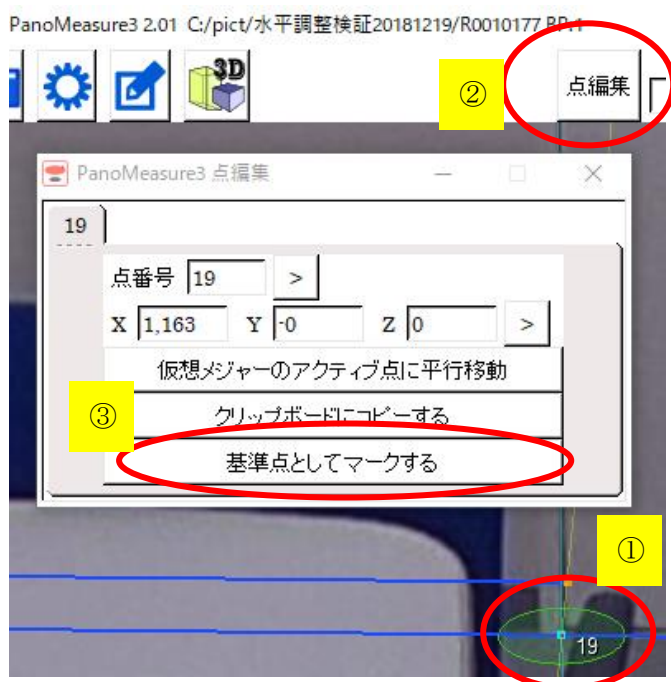 PanoMeasure3 2.01 C:/pict/水平調整検証20181219/R0010177 BP:1
3D
②
点編集
PanoMeasure3 点編集
19
点番号 19 >
X 1,163 Y -0 Z 0 >
仮想メジャーのアクティブ点に平行移動
③
クリップボードにコピーする
基準点としてマークする
①
19